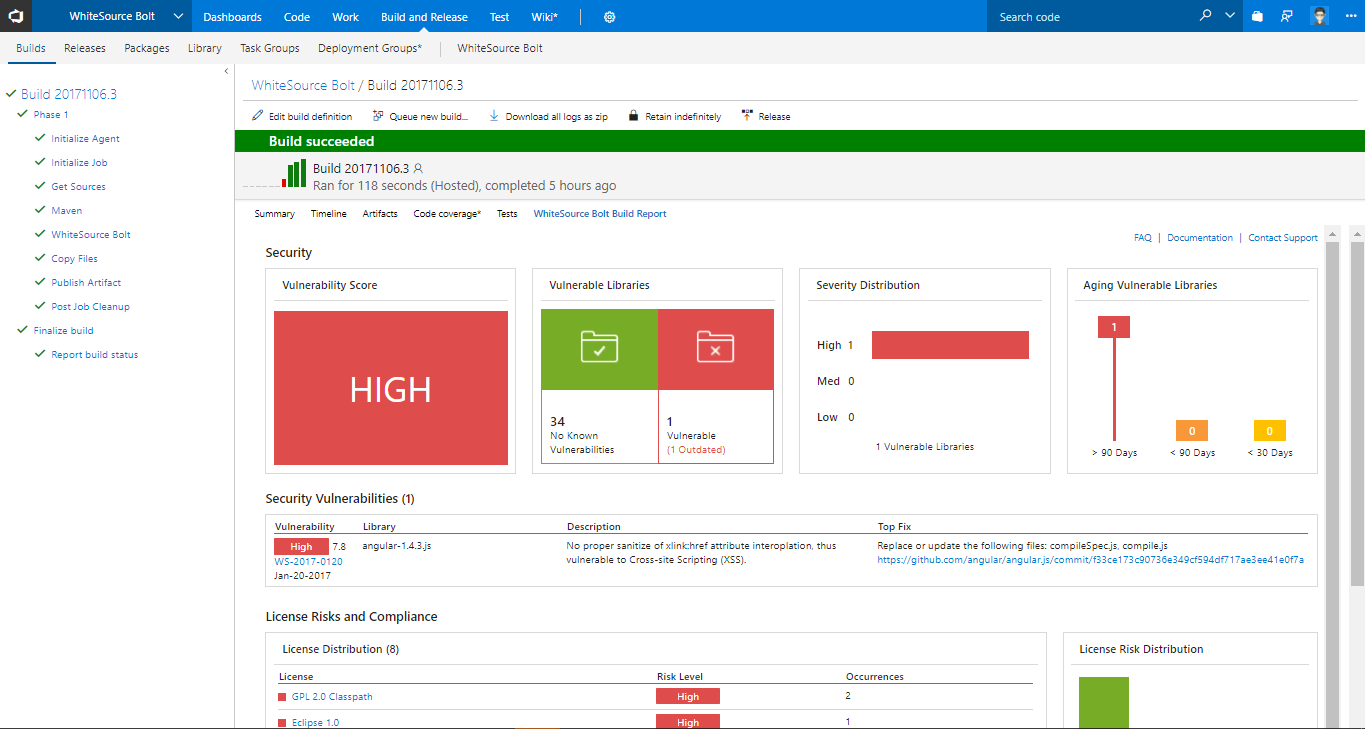 WhiteSource Bolt
Dashboards Code Work Build and Release Test Wiki*
Search code
Builds Releases Packages Library Task Groups Deployment Groups* WhiteSource Bolt
Build 20171106.3
Phase 1
Initialize Agent
Initialize Job
Get Sources
Maven
WhiteSource Bolt
Copy Files
Publish Artifact
Post Job Cleanup
Finalize build
Report build status
WhiteSource Bolt / Build 20171106.3
Edit build definition Queue new build... Download all logs as zip Retain indefinitely Release
Build succeeded
Build 20171106.3
Ran for 118 seconds (Hosted), completed 5 hours ago
Summary Timeline Artifacts Code coverage* Tests WhiteSource Bolt Build Report
FAQ | Documentation | Contact Support
Security
Vulnerability Score
HIGH
Vulnerable Libraries
34
No Known
Vulnerabilities
1
Vulnerable
(1 Outdated)
Severity Distribution
High 1
Med 0
Low 0
1 Vulnerable Libraries
Aging Vulnerable Libraries
1
0
0
> 90 Days < 90 Days < 30 Days
Security Vulnerabilities (1)
Vulnerability Library Description Top Fix
High 7.8
WS-2017-0120
Jan-20-2017
angular-1.4.3.js
No proper sanitize of xlink:href attribute interoplation, thus
vulnerable to Cross-site Scripting (XSS).
Replace or update the following files: compileSpec.js, compile.js
https://github.com/angular/angular.js/commit/f33ce173c90736e349cf594df717ae3ee41e0f7a
License Risks and Compliance
License Distribution (8)
License Risk Level Occurrences
GPL 2.0 Classpath High 2
Eclipse 1.0 High 1
License Risk Distribution